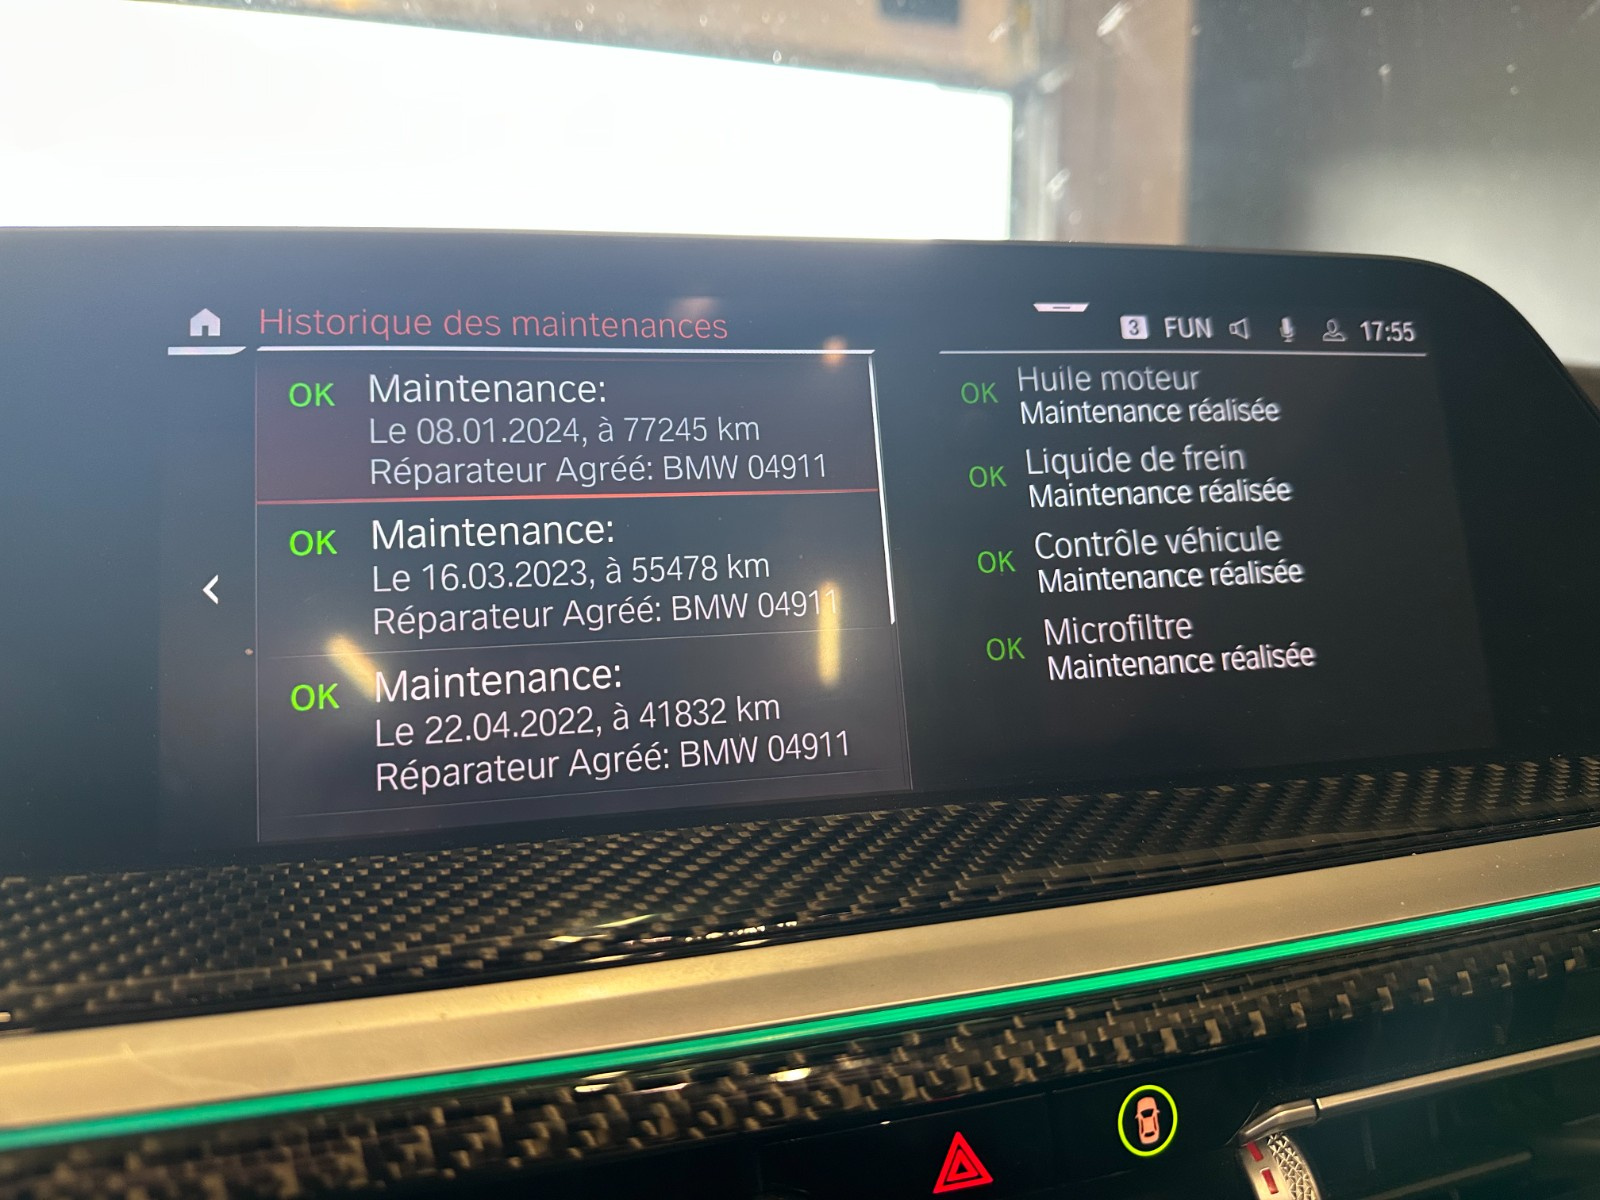 Historique des maintenances
3 FUN 17:55
OK Maintenance:
Le 08.01.2024, à 77245 km
Réparateur Agréé: BMW 04911
OK Maintenance:
Le 16.03.2023, à 55478 km
Réparateur Agréé: BMW 04911
OK Maintenance:
Le 22.04.2022, à 41832 km
Réparateur Agréé: BMW 04911
OK Huile moteur
Maintenance réalisée
OK Liquide de frein
Maintenance réalisée
OK Contrôle véhicule
Maintenance réalisée
OK Microfiltre
Maintenance réalisée